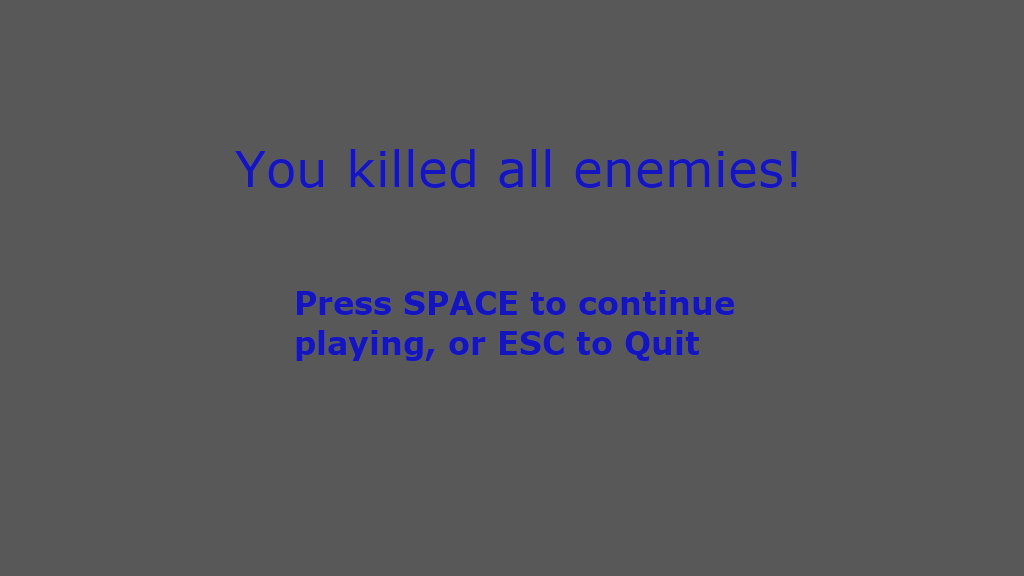 You killed all enemies!
Press SPACE to continue
playing, or ESC to Quit